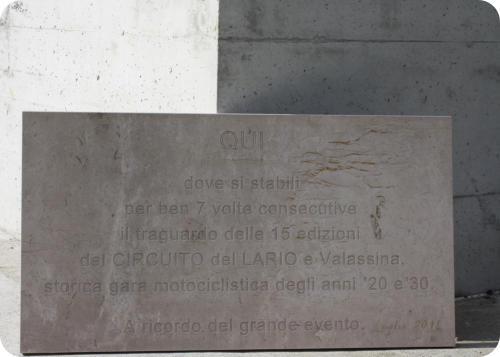 QUI
dove si stabilì
per ben 7 volte consecutive
il traguardo delle 15 edizioni
del CIRCUITO del LARIO e Valassina,
storica gara motociclistica degli anni '20 e '30.
A ricordo del grande evento. Luglio